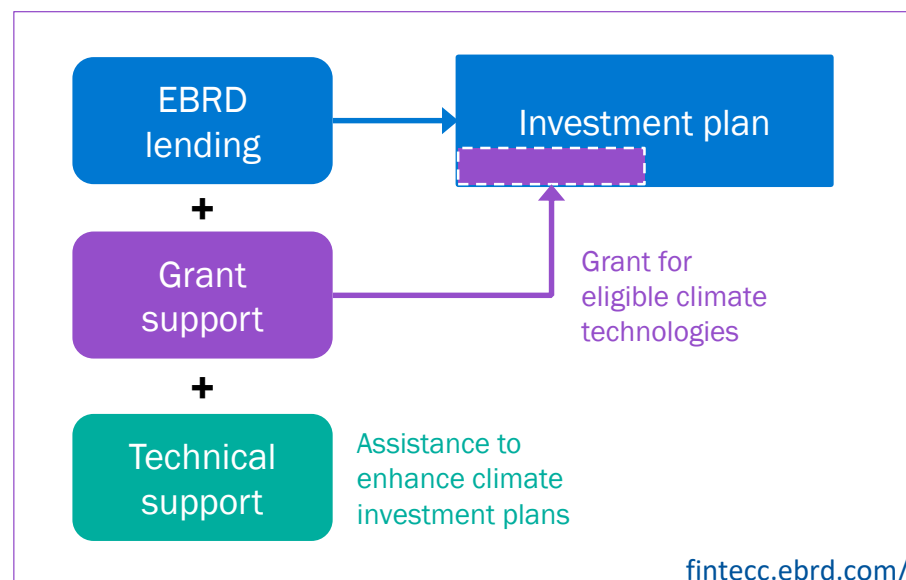 EBRD
lending
Investment plan
+
Grant
support
Grant for
eligible climate
technologies
+
Technical
support
Assistance to
enhance climate
investment plans
fintecc.ebrd.com/